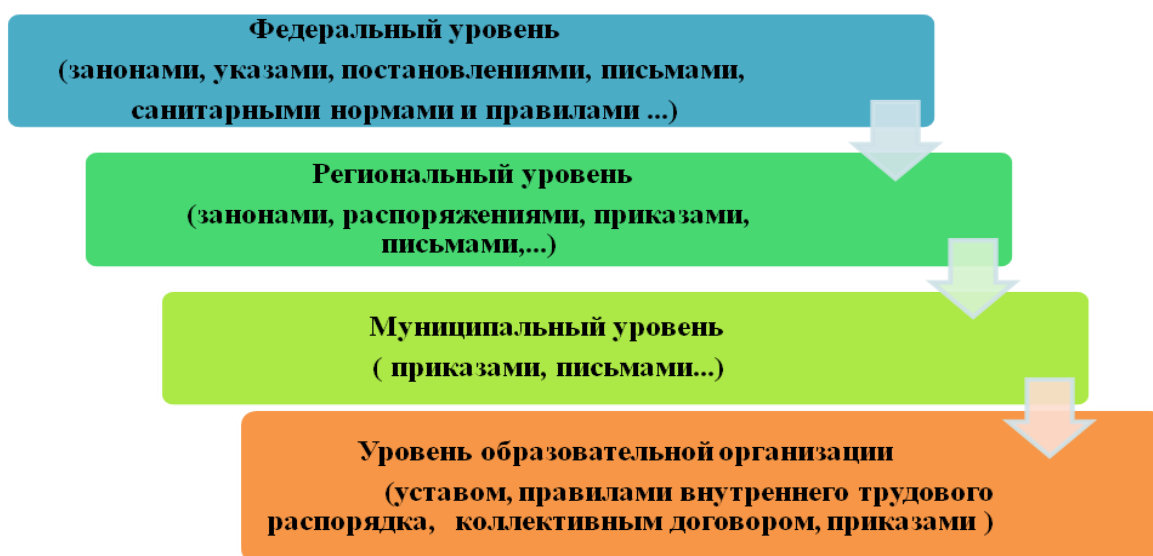 Федеральный уровень
(занонами, указами, постановлениями, письмами,
санитарными нормами и правилами ...)
Региональный уровень
(занонами, распоряжениями, приказами,
письмами,...)
Муниципальный уровень
( приказами, письмами...)
Уровень образовательной организации
(уставом, правилами внутреннего трудового
распорядка, коллективным договором, приказами )